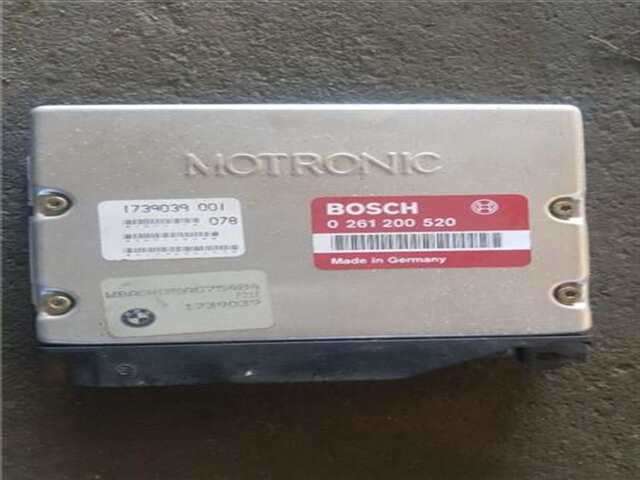 MOTRONIC
1739039 001
078
BOSCH
0 261 200 520
Made in Germany
1739039